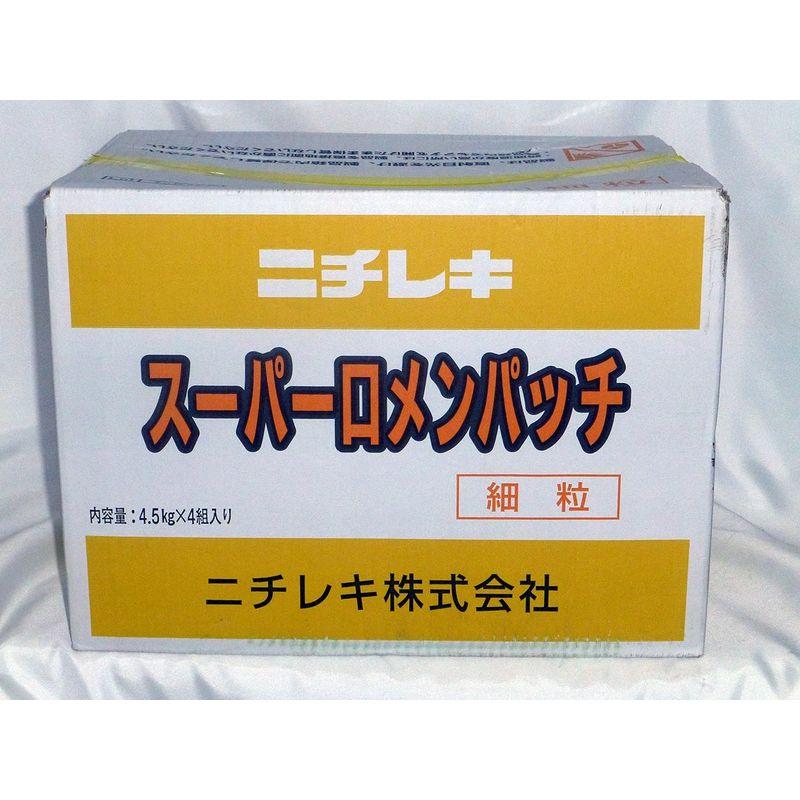 ニチレキ
スーパーロメンパッチ
細粒
内容量:4.5kg×4組入り
ニチレキ株式会社